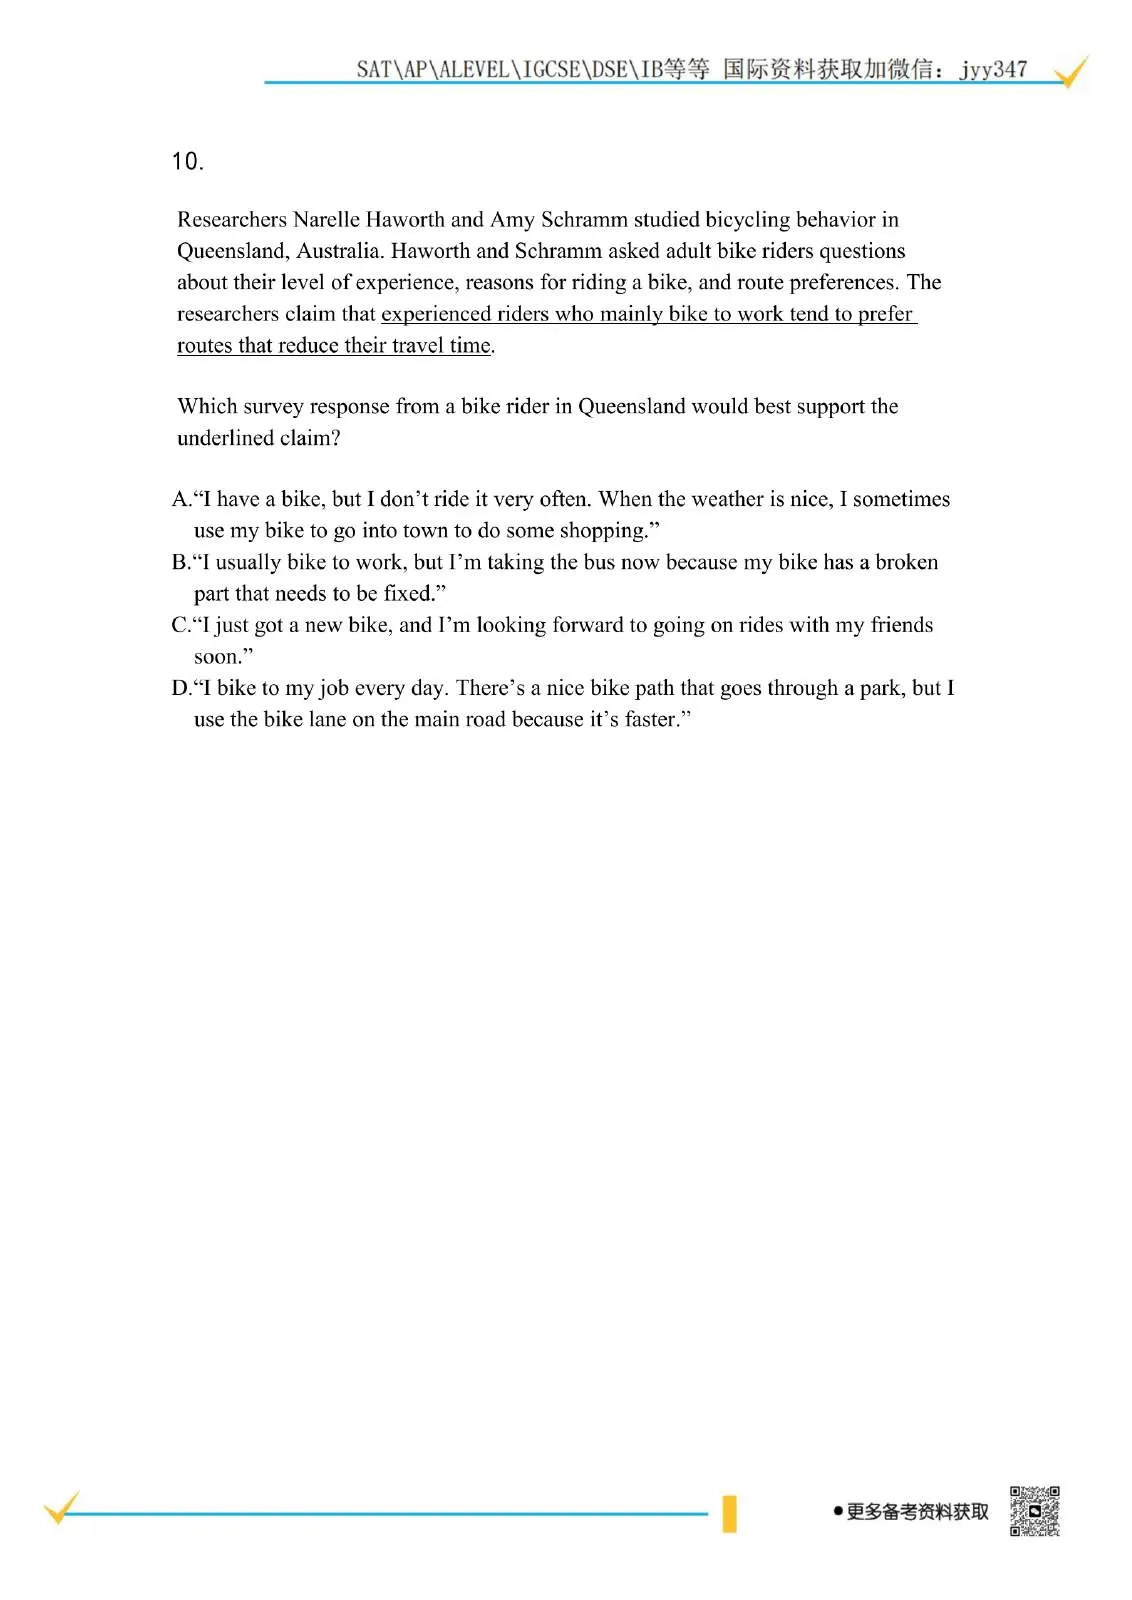 SAT\AP\ALEVEL\IGCSE\DSE\IB等等 国际资料获取加微信：jyy347
10.
Researchers Narelle Haworth and Amy Schramm studied bicycling behavior in
Queensland, Australia. Haworth and Schramm asked adult bike riders questions
about their level of experience, reasons for riding a bike, and route preferences. The
researchers claim that experienced riders who mainly bike to work tend to prefer
routes that reduce their travel time.
Which survey response from a bike rider in Queensland would best support the
underlined claim?
A.“I have a bike, but I don’t ride it very often. When the weather is nice, I sometimes
use my bike to go into town to do some shopping.”
B.“I usually bike to work, but I’m taking the bus now because my bike has a broken
part that needs to be fixed.”
C.“I just got a new bike, and I’m looking forward to going on rides with my friends
soon.”
D.“I bike to my job every day. There’s a nice bike path that goes through a park, but I
use the bike lane on the main road because it’s faster.”
●更多备考资料获取